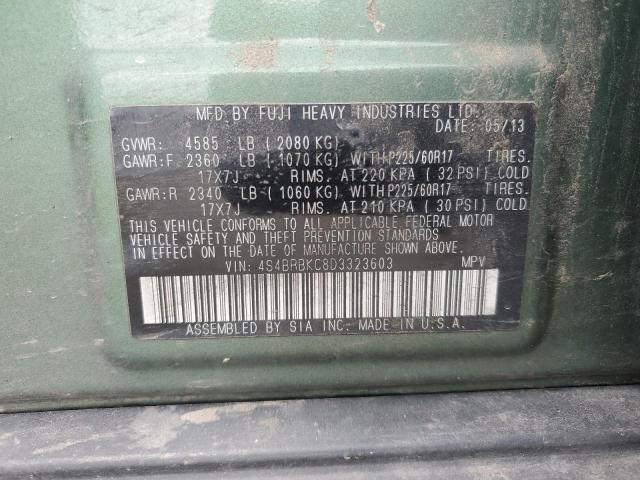 MFD BY FUJI HEAVY INDUSTRIES LTD.
DATE: 05/13
GVWR: 4585 LB ( 2080 KG)
GAWR:F 2360 LB ( 1070 KG) WITHP225/60R17 TIRES.
17X7J RIMS. AT 220 KPA ( 32 PSI) COLD
GAWR:R 2340 LB ( 1060 KG) WITHP225/60R17 TIRES.
17X7J RIMS. AT 210 KPA ( 30 PSI) COLD
THIS VEHICLE CONFORMS TO ALL APPLICABLE FEDERAL MOTOR
VEHICLE SAFETY AND THEFT PREVENTION STANDARDS
IN EFFECT ON THE DATE OF MANUFACTURE SHOWN ABOVE.
VIN: 4S4BRBKC8D3323603 MPV
ASSEMBLED BY SIA INC. MADE IN U.S.A.